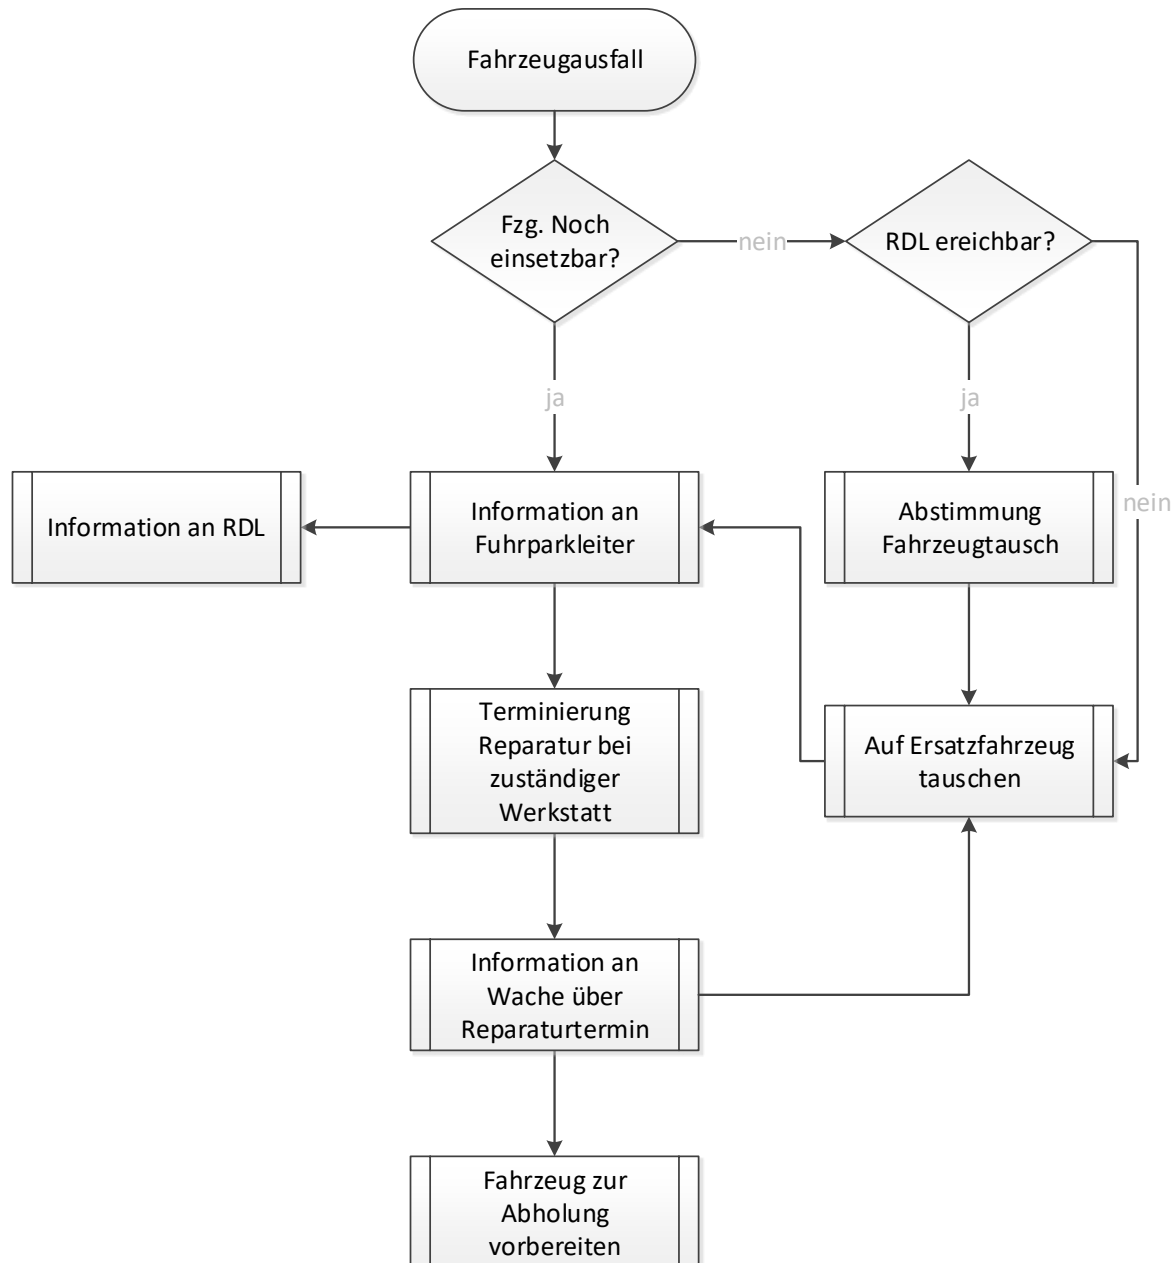 Fahrzeugausfall
Fzg. Noch
einsetzbar?
nein
RDL ereichbar?
ja
ja
nein
Information an RDL
Information an
Fuhrparkleiter
Abstimmung
Fahrzeugtausch
Terminierung
Reparatur bei
zuständiger
Werkstatt
Auf Ersatzfahrzeug
tauschen
Information an
Wache über
Reparaturtermin
Fahrzeug zur
Abholung
vorbereiten